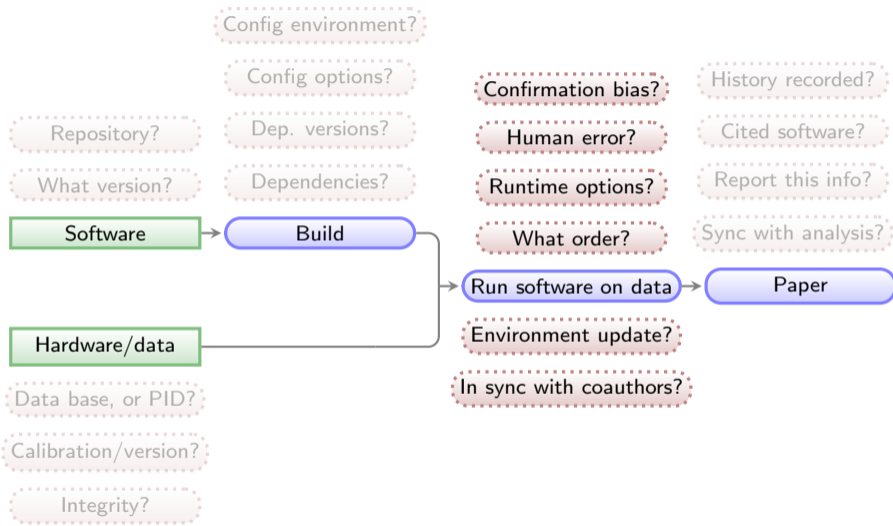 Config environment?
Config options?
Dep. versions?
Dependencies?
Repository?
What version?
Software
Build
Confirmation bias?
Human error?
Runtime options?
What order?
Run software on data
Environment update?
In sync with coauthors?
History recorded?
Cited software?
Report this info?
Sync with analysis?
Paper
Hardware/data
Data base, or PID?
Calibration/version?
Integrity?